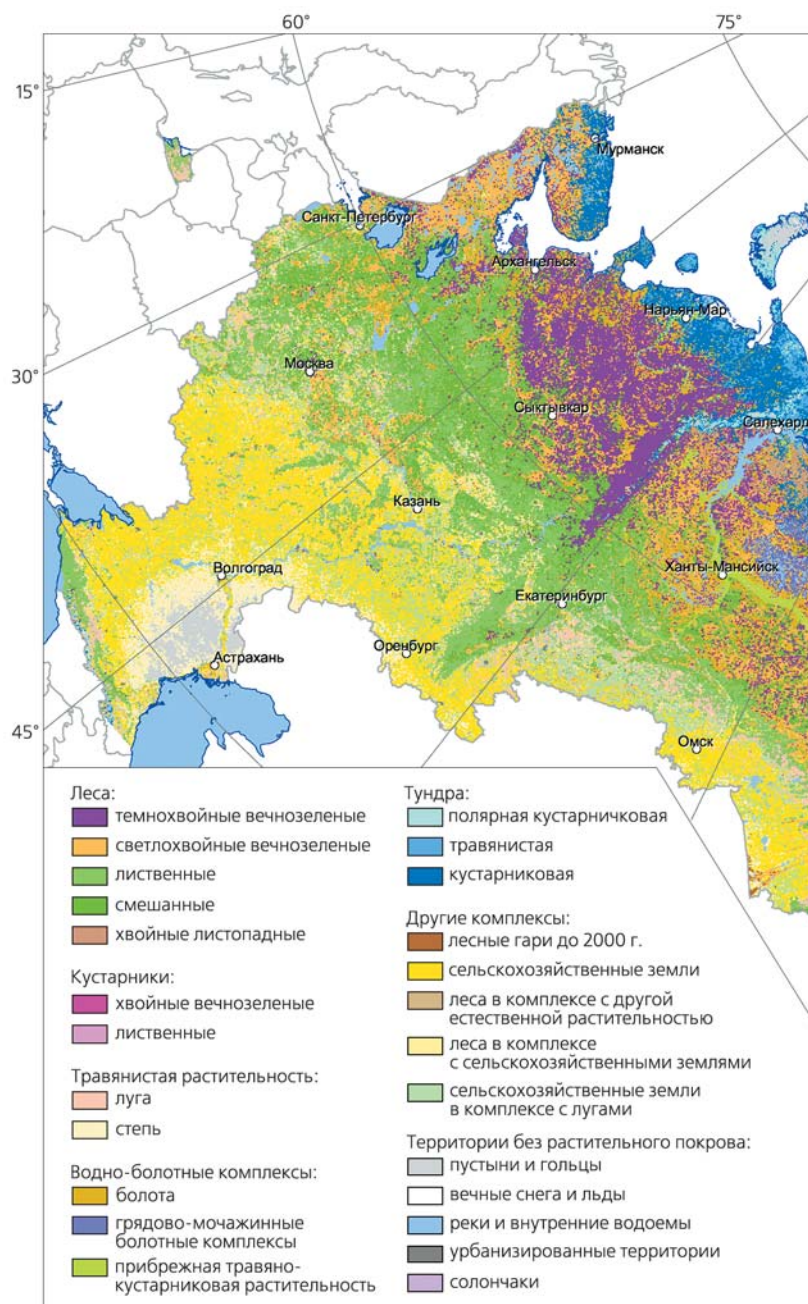 60°
75°
15°
Мурманск
Санкт-Петербург
Архангельск
Нарьян-Мар
Москва
30°
Сыктывкар
Салехард
Казань
Волгоград
Ханты-Мансийск
Екатеринбург
Оренбург
Астрахань
45°
Омск
Леса:
темнохвойные вечнозеленые
светлохвойные вечнозеленые
лиственные
смешанные
хвойные листопадные
Кустарники:
хвойные вечнозеленые
лиственные
Травянистая растительность:
луга
степь
Водно-болотные комплексы:
болота
грядово-мочажинные
болотные комплексы
прибрежная травяно-
кустарниковая растительность
Тундра:
полярная кустарничковая
травянистая
кустарниковая
Другие комплексы:
лесные гари до 2000 г.
сельскохозяйственные земли
леса в комплексе с другой
естественной растительностью
леса в комплексе
с сельскохозяйственными землями
сельскохозяйственные земли
в комплексе с лугами
Территории без растительного покрова:
пустыни и гольцы
вечные снега и льды
реки и внутренние водоемы
урбанизированные территории
солончаки